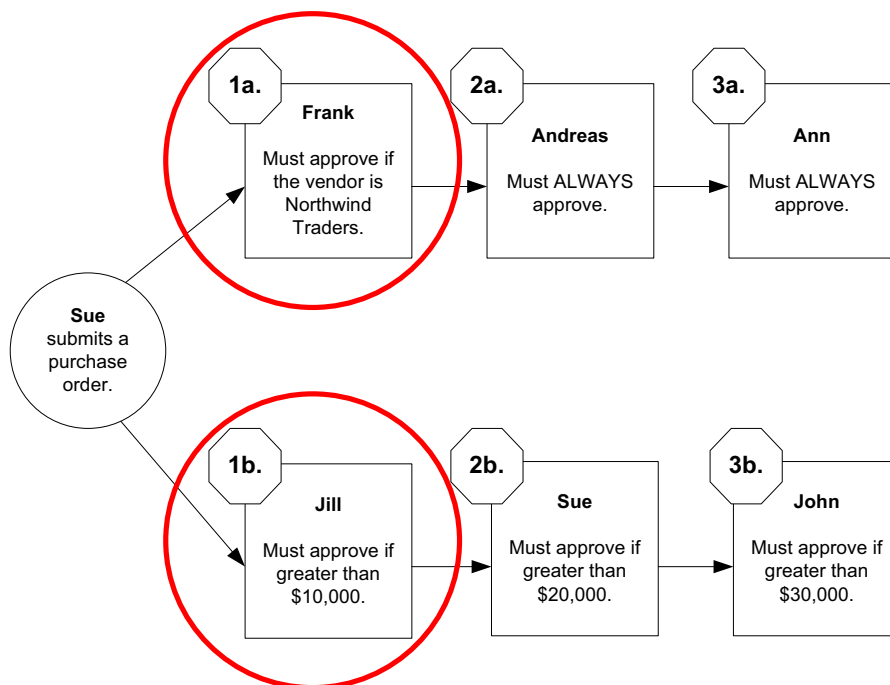 1a.
Frank
Must approve if
the vendor is
Northwind
Traders.
2a.
Andreas
Must ALWAYS
approve.
3a.
Ann
Must ALWAYS
approve.
Sue
submits a
purchase
order.
1b.
Jill
Must approve if
greater than
$10,000.
2b.
Sue
Must approve if
greater than
$20,000.
3b.
John
Must approve if
greater than
$30,000.